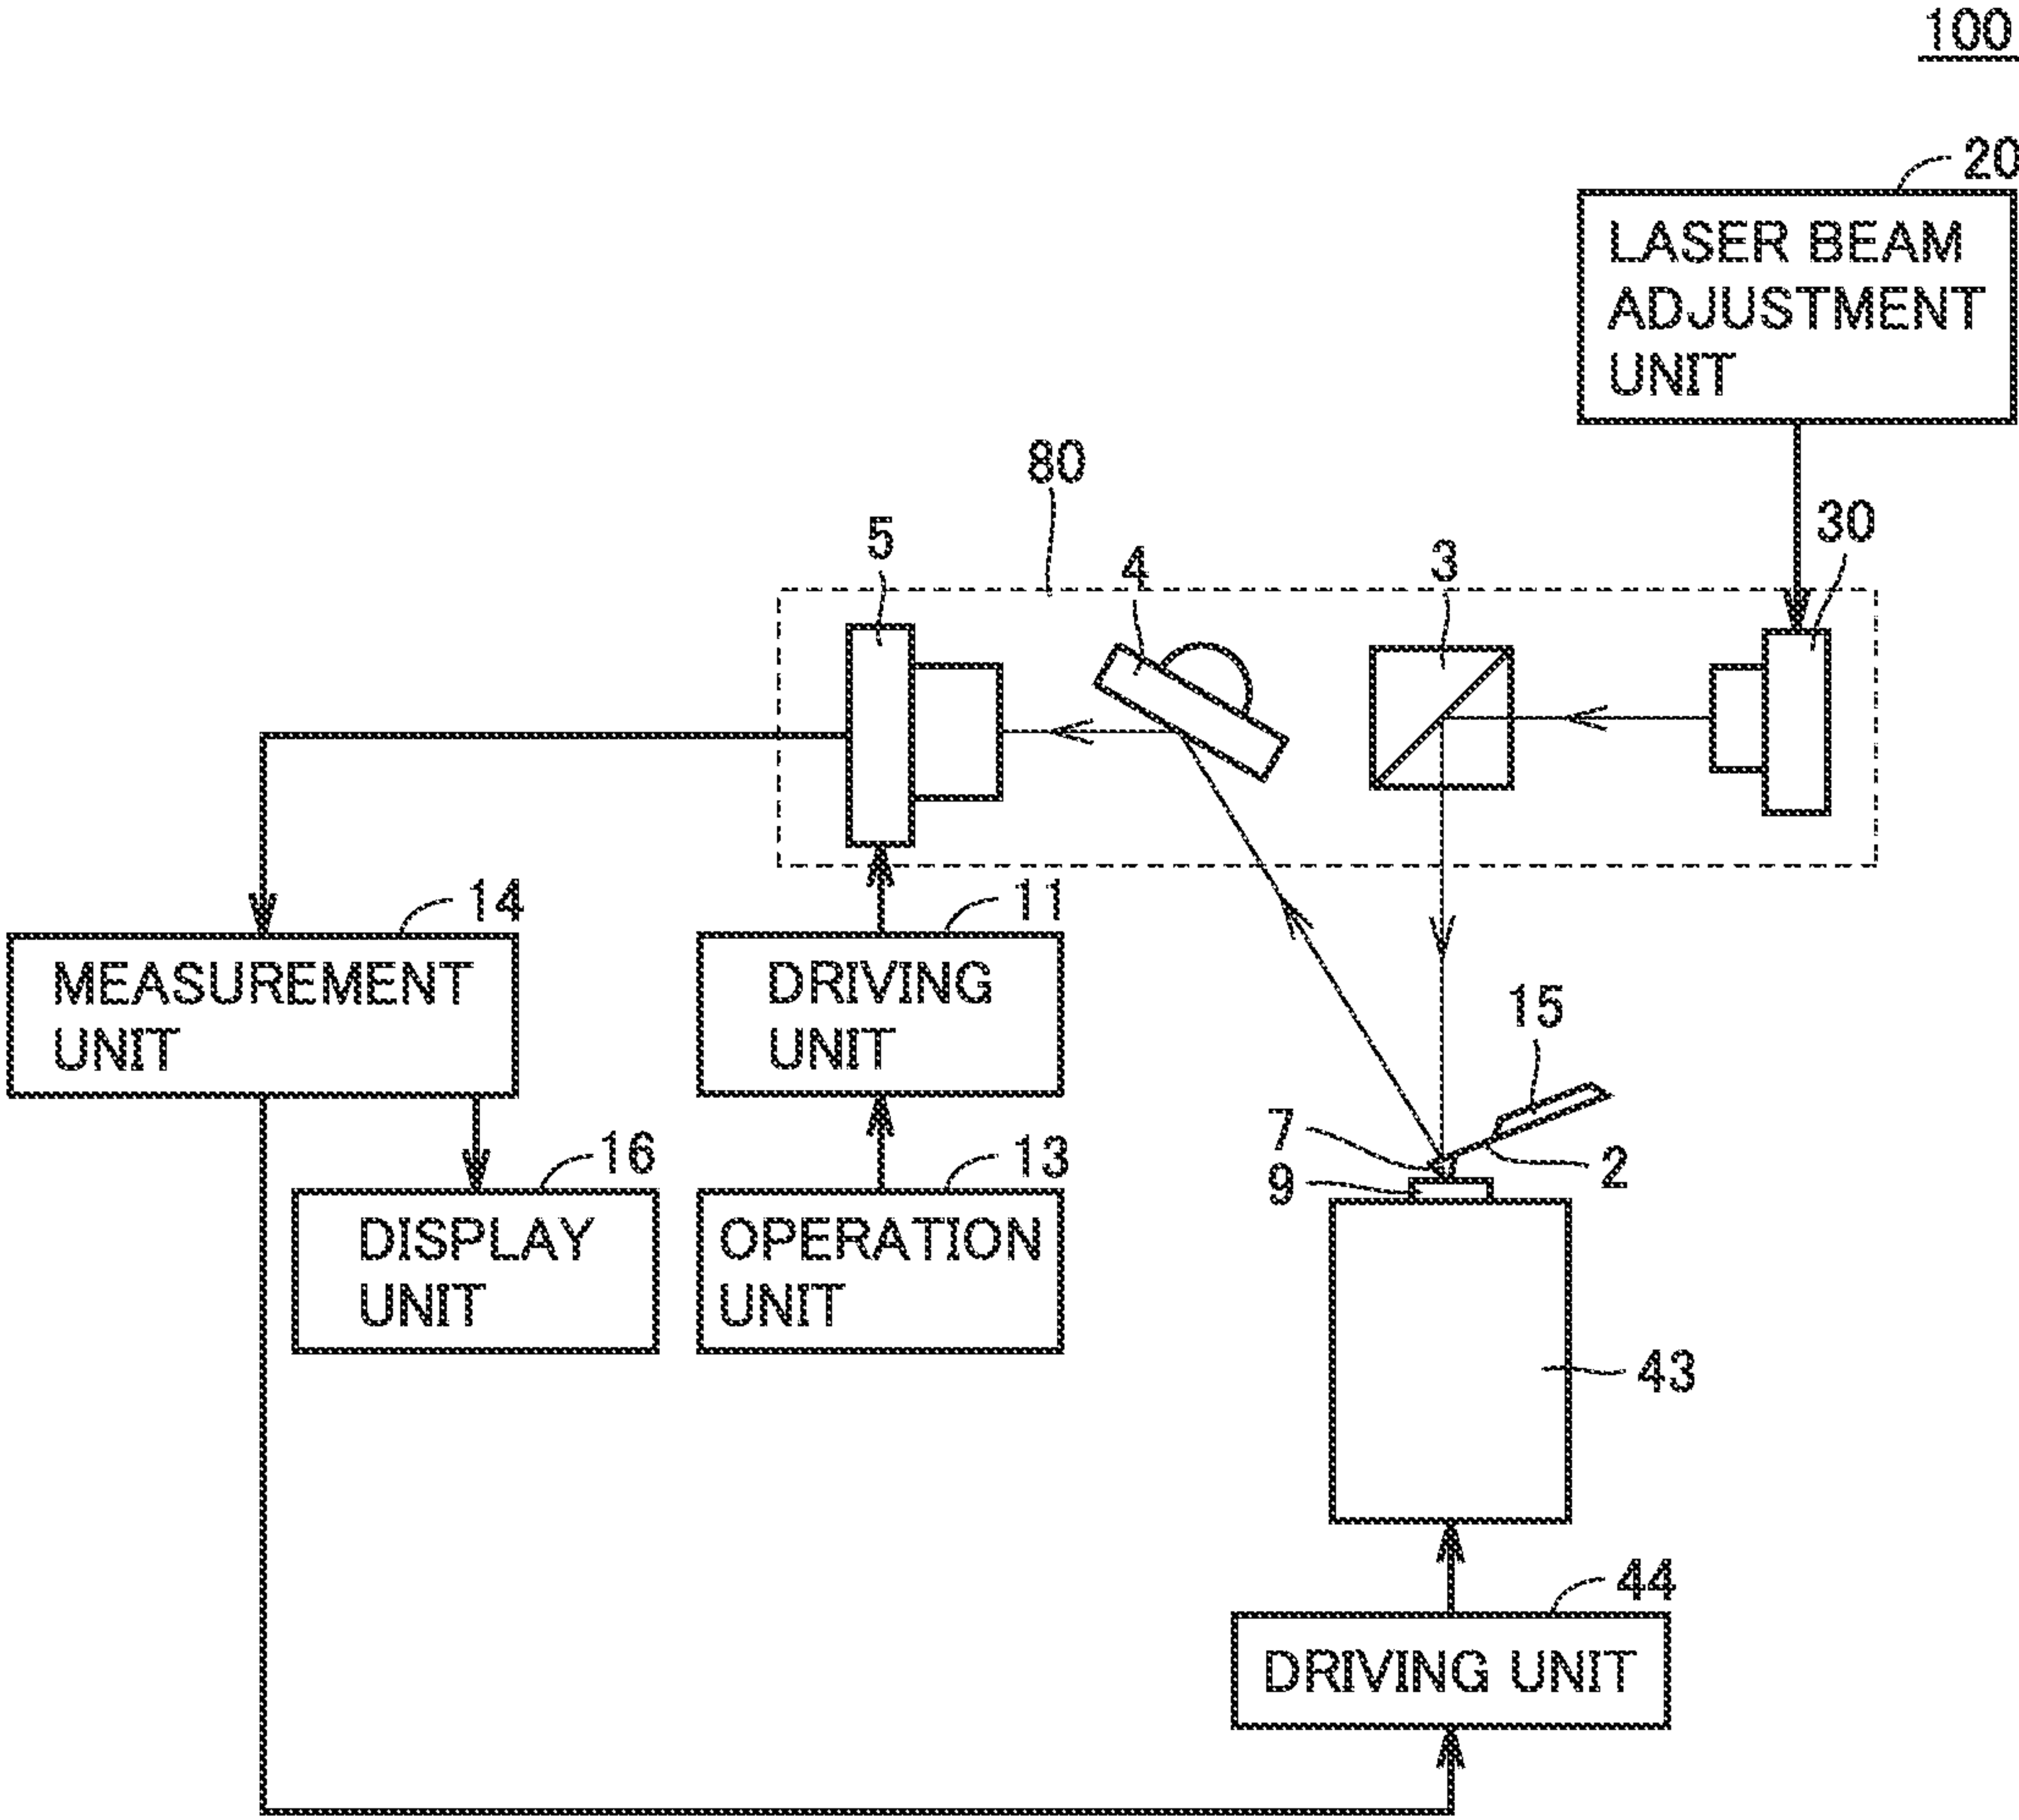 100
20
LASER BEAM
ADJUSTMENT
UNIT
80
5
4
3
30
14
11
MEASUREMENT
UNIT
DRIVING
UNIT
15
7
9
2
16
13
DISPLAY
UNIT
OPERATION
UNIT
43
44
DRIVING UNIT